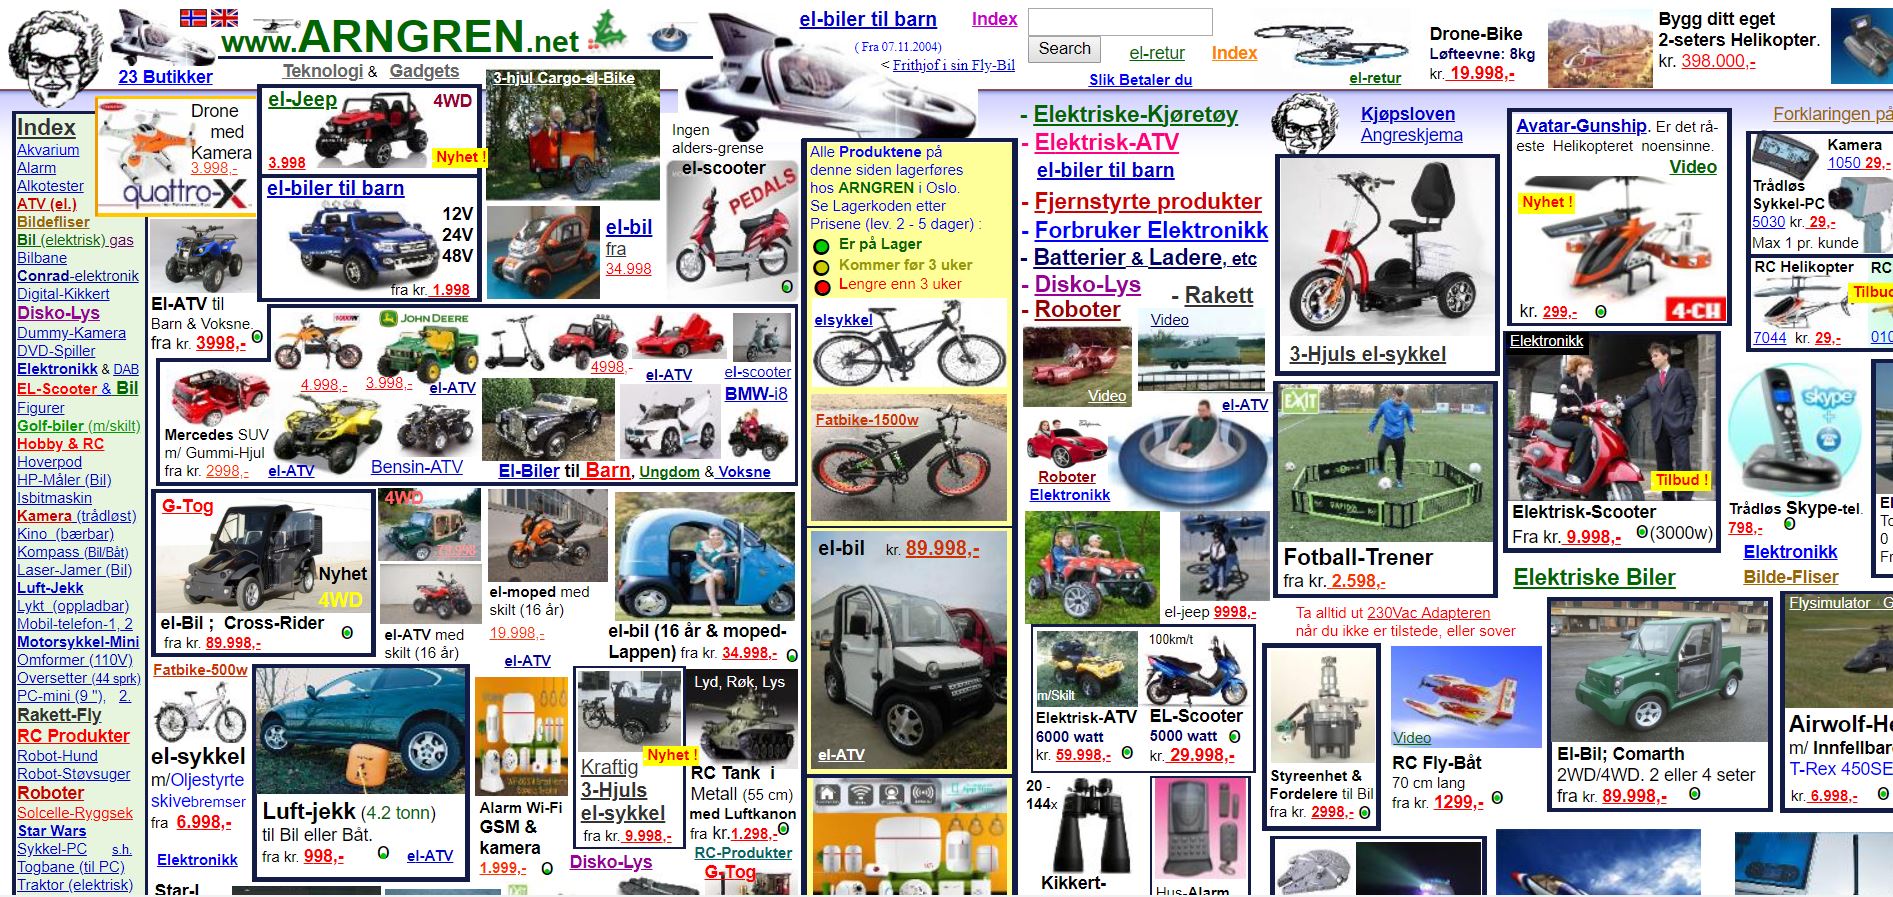 www.ARNGREN.net
23 Butikker
Teknologi & Gadgets
el-biler til barn
Index
( Fra 07.11.2004)
< Frithjof i sin Fly-Bil
Search
el-retur
Index
Slik Betaler du
el-retur
Drone-Bike
Løfteevne: 8kg
kr. 19.998,-
Bygg ditt eget
2-seters Helikopter.
kr. 398.000,-
Index
Akvarium
Alarm
Alkotester
ATV (el.)
Bildefliser
Bil (elektrisk) gas
Bilbane
Conrad-elektronik
Digital-Kikkert
Disko-Lys
Dummy-Kamera
DVD-Spiller
Elektronikk & DAB
EL-Scooter & Bil
Figurer
Golf-biler (m/skilt)
Hobby & RC
Hoverpod
HP-Måler (Bil)
Isbitmaskin
Kamera (trådløst)
Kino (bærbar)
Kompass (Bil/Båt)
Laser-Jamer (Bil)
Luft-Jekk
Lykt (oppladbar)
Mobil-telefon-1, 2
Motorsykkel-Mini
Omformer (110V)
Oversetter (44 sprk)
PC-mini (9 "), 2.
Rakett-Fly
RC Produkter
Robot-Hund
Robot-Støvsuger
Roboter
Solcelle-Ryggsek
Star Wars
Sykkel-PC s.h.
Togbane (til PC)
Traktor (elektrisk)
Drone
med
Kamera
3.998,-
quattro-X
el-Jeep
4WD
3.998
Nyhet !
el-biler til barn
12V
24V
48V
fra kr. 1.998
3-hjul Cargo-el-Bike
el-bil
fra
34.998
Ingen
alders-grense
el-scooter
PEDALS
El-ATV til
Barn & Voksne.
fra kr. 3998,-
JOHN DEERE
4.998,-
3.998,-
el-ATV
4998,-
el-ATV
el-scooter
BMW-i8
Mercedes SUV
m/ Gummi-Hjul
fra kr. 2998,-
el-ATV
Bensin-ATV
El-Biler til Barn, Ungdom & Voksne
Alle Produktene på
denne siden lagerføres
hos ARNGREN i Oslo.
Se Lagerkoden etter
Prisene (lev. 2 - 5 dager) :
Er på Lager
Kommer før 3 uker
Lengre enn 3 uker
elsykkel
Fatbike-1500w
el-bil kr. 89.998,-
el-ATV
- Elektriske-Kjøretøy
- Elektrisk-ATV
el-biler til barn
- Fjernstyrte produkter
- Forbruker Elektronikk
- Batterier & Ladere, etc
- Disko-Lys
- Rakett
- Roboter
Video
Video
el-ATV
Roboter
Elektronikk
el-jeep 9998,-
Kjøpsloven
Angreskjema
3-Hjuls el-sykkel
Avatar-Gunship. Er det rå-
este Helikopteret noensinne.
Video
Nyhet !
kr. 299,-
4-CH
Forklaringen på
Kamera
1050 29,-
Trådløs
Sykkel-PC
5030 kr. 29,-
Max 1 pr. kunde
RC Helikopter
RC
Tilbud
7044 kr. 29,-
010
EXIT
Fotball-Trener
fra kr. 2.598,-
Elektronikk
Tilbud !
Elektrisk-Scooter
Fra kr. 9.998,- (3000w)
skype
Trådløs Skype-tel.
798,-
Elektronikk
Elektriske Biler
Bilde-Fliser
G-Tog
Nyhet
4WD
el-Bil ; Cross-Rider
fra kr. 89.998,-
4WD
79.998
el-ATV med
skilt (16 år)
el-moped med
skilt (16 år)
19.998,-
el-ATV
el-bil (16 år & moped-
Lappen) fra kr. 34.998,-
Ta alltid ut 230Vac Adapteren
når du ikke er tilstede, eller sover
Fatbike-500w
el-sykkel
m/Oljestyrte
skivebremser
fra 6.998,-
Elektronikk
Luft-jekk (4.2 tonn)
til Bil eller Båt.
fra kr. 998,-
el-ATV
Alarm Wi-Fi
GSM &
kamera
1.999,-
Nyhet !
Kraftig
3-Hjuls
el-sykkel
fra kr. 9.998,-
Disko-Lys
Lyd, Røk, Lys
RC Tank i
Metall (55 cm)
med Luftkanon
fra kr.1.298,-
RC-Produkter
G-Tog
m/Skilt
Elektrisk-ATV
6000 watt
kr. 59.998,-
100km/t
EL-Scooter
5000 watt
kr. 29.998,-
Styreenhet &
Fordelere til Bil
fra kr. 2998,-
Video
RC Fly-Båt
70 cm lang
fra kr. 1299,-
El-Bil; Comarth
2WD/4WD. 2 eller 4 seter
fra kr. 89.998,-
Flysimulator G
Airwolf-He
m/ Innfellbare
T-Rex 450SE
kr. 6.998,-
20 -
144x
Kikkert-
Hus-Alarm
Star-I